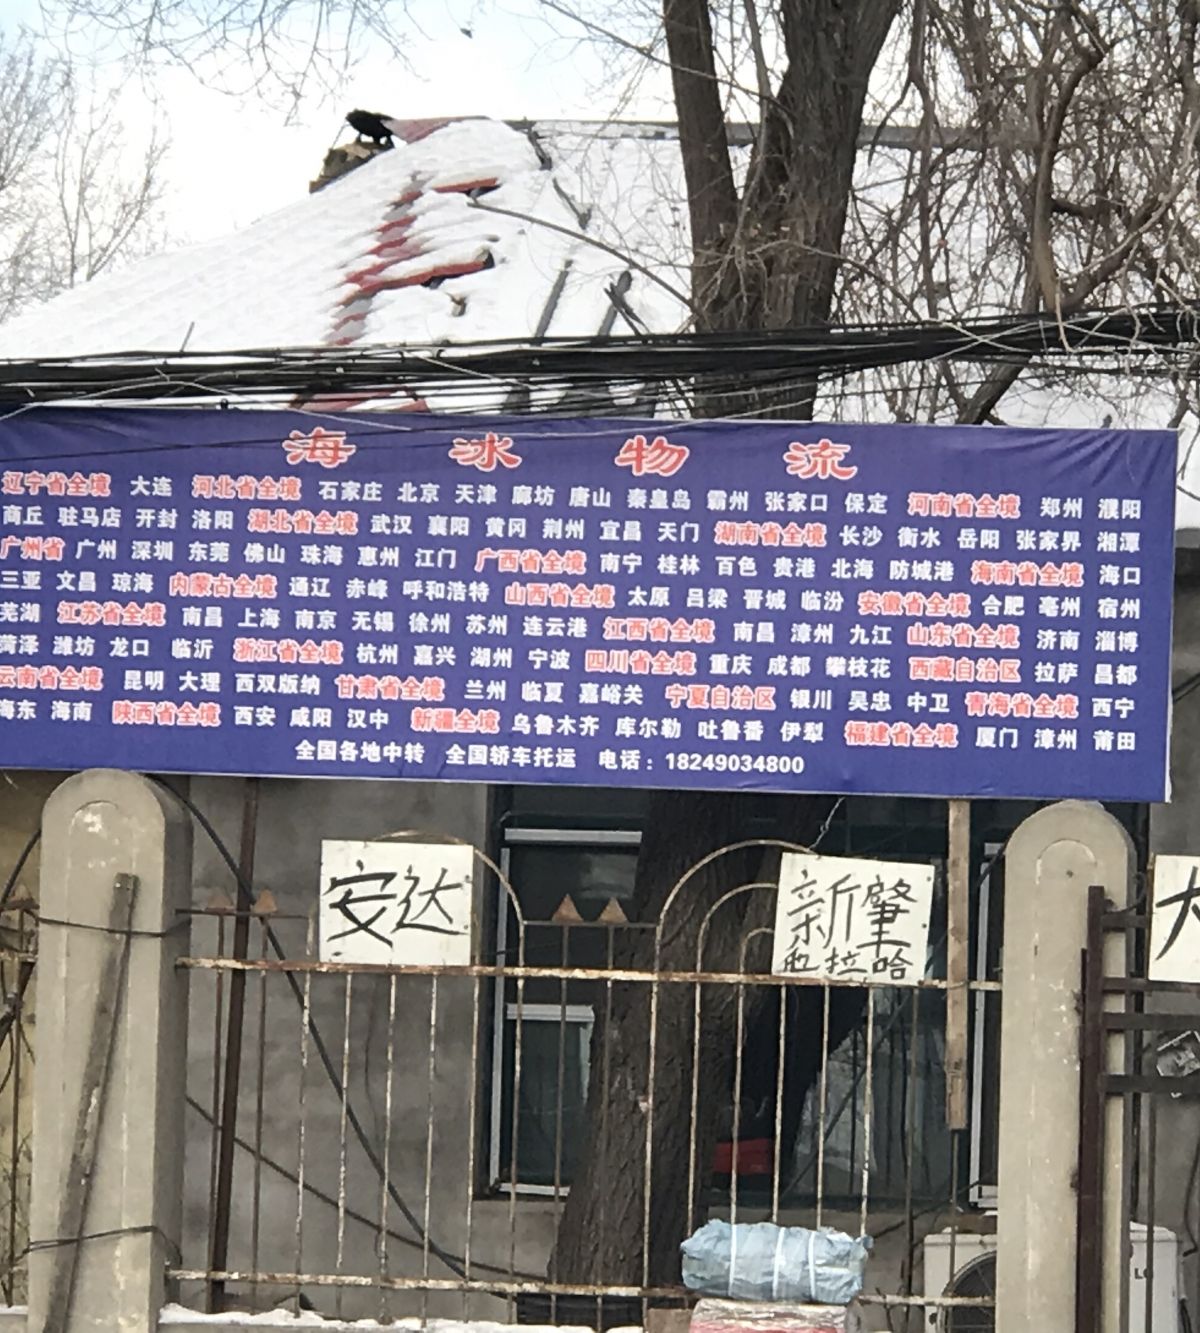 海冰物流
辽宁省全境 大连 河北省全境 石家庄 北京 天津 廊坊 唐山 秦皇岛 霸州 张家口 保定 河南省全境 郑州 濮阳
商丘 驻马店 开封 洛阳 湖北省全境 武汉 襄阳 黄冈 荆州 宜昌 天门 湖南省全境 长沙 衡水 岳阳 张家界 湘潭
广州省 广州 深圳 东莞 佛山 珠海 惠州 江门 广西省全境 南宁 桂林 百色 贵港 北海 防城港 海南省全境 海口
三亚 文昌 琼海 内蒙古全境 通辽 赤峰 呼和浩特 山西省全境 太原 吕梁 晋城 临汾 安徽省全境 合肥 亳州 宿州
芜湖 江苏省全境 南昌 上海 南京 无锡 徐州 苏州 连云港 江西省全境 南昌 漳州 九江 山东省全境 济南 淄博
菏泽 潍坊 龙口 临沂 浙江省全境 杭州 嘉兴 湖州 宁波 四川省全境 重庆 成都 攀枝花 西藏自治区 拉萨 昌都
云南省全境 昆明 大理 西双版纳 甘肃省全境 兰州 临夏 嘉峪关 宁夏自治区 银川 吴忠 中卫 青海省全境 西宁
海东 海南 陕西省全境 西安 咸阳 汉中 新疆全境 乌鲁木齐 库尔勒 吐鲁番 伊犁 福建省全境 厦门 漳州 莆田
全国各地中转 全国轿车托运 电话：18249034800
安达
新肇
拉哈